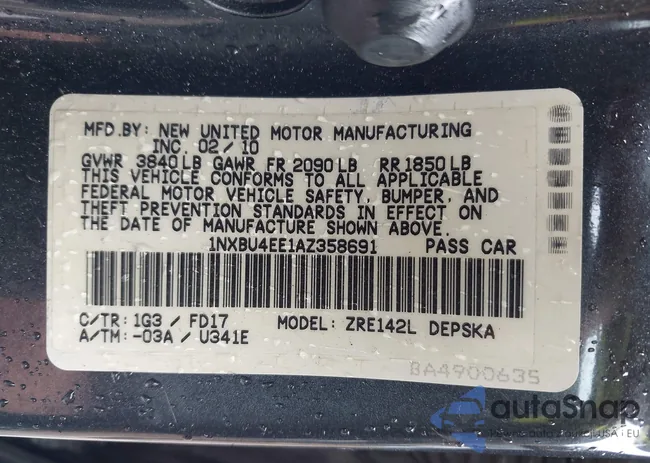 MFD.BY: NEW UNITED MOTOR MANUFACTURING
INC. 02/10
GVWR 3840LB GAWR FR 2090LB RR 1850LB
THIS VEHICLE CONFORMS TO ALL APPLICABLE
FEDERAL MOTOR VEHICLE SAFETY, BUMPER, AND
THEFT PREVENTION STANDARDS IN EFFECT ON
THE DATE OF MANUFACTURE SHOWN ABOVE.
1NXBU4EE1AZ358691 PASS CAR
C/TR: 1G3 / FD17 MODEL: ZRE142L DEPSKA
A/TM: -03A / U341E
BA4900635
autoSnap